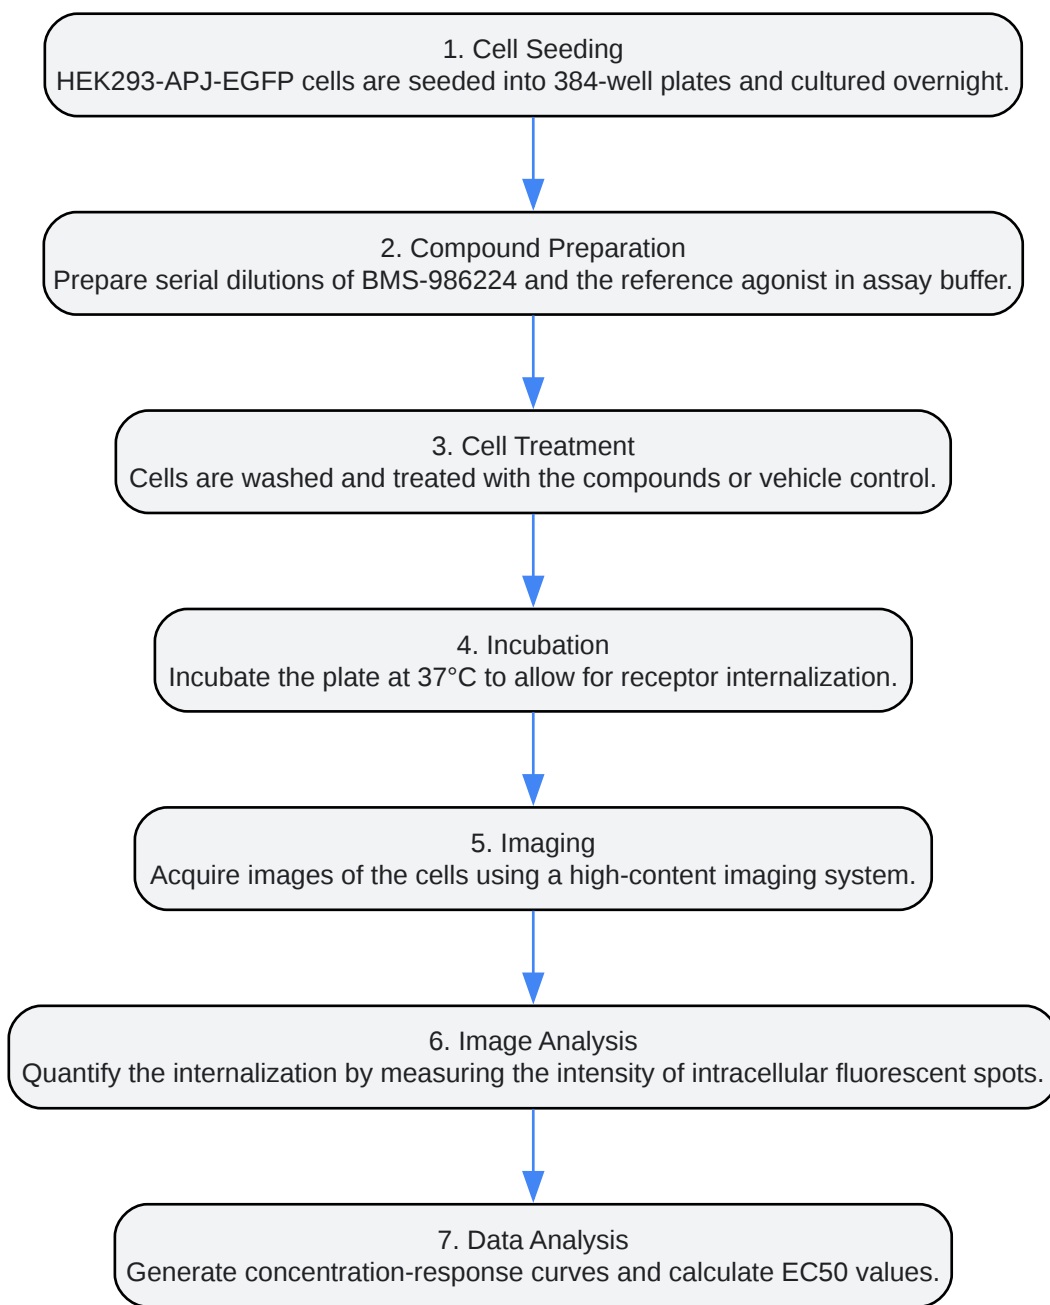 1. Cell Seeding
HEK293-APJ-EGFP cells are seeded into 384-well plates and cultured overnight.
2. Compound Preparation
Prepare serial dilutions of BMS-986224 and the reference agonist in assay buffer.
3. Cell Treatment
Cells are washed and treated with the compounds or vehicle control.
4. Incubation
Incubate the plate at 37°C to allow for receptor internalization.
5. Imaging
Acquire images of the cells using a high-content imaging system.
6. Image Analysis
Quantify the internalization by measuring the intensity of intracellular fluorescent spots.
7. Data Analysis
Generate concentration-response curves and calculate EC50 values.